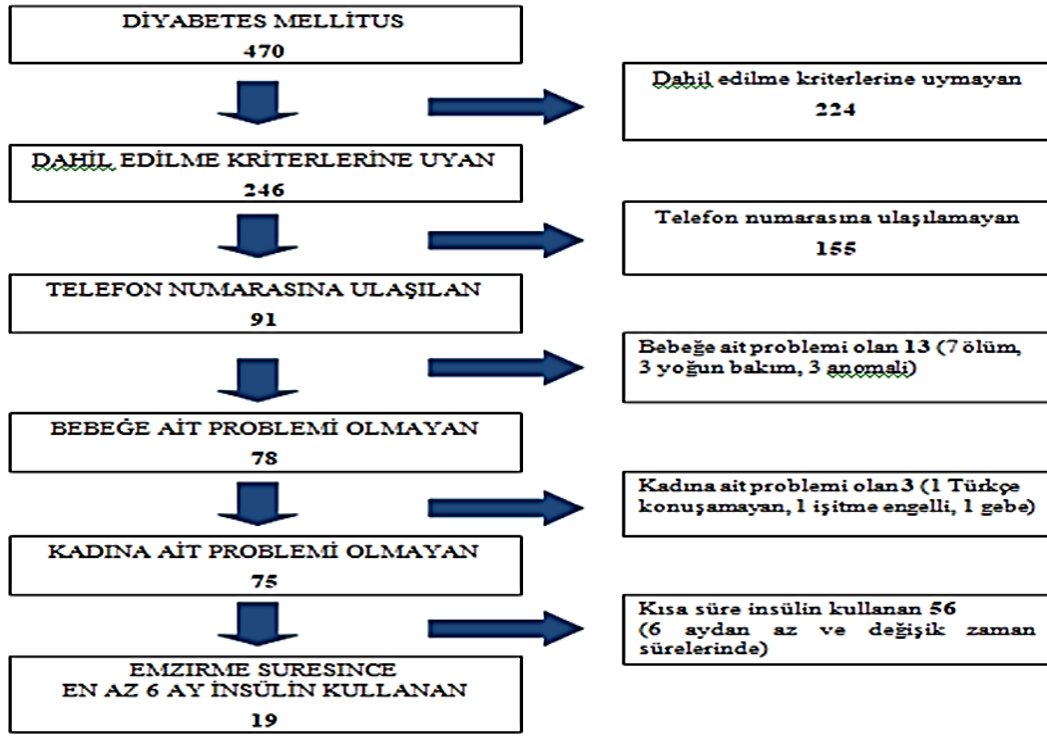 DİYABETES MELLİTUS
470
Dahil edilme kriterlerine uymayan
224
DAHİL EDİLME KRİTERLERİNE UYAN
246
Telefon numarasına ulaşılamayan
155
TELEFON NUMARASINA ULAŞILAN
91
Bebeğe ait problemi olan 13 (7 ölüm,
3 yoğun bakım, 3 anomali)
BEBEĞE AİT PROBLEMİ OLMAYAN
78
Kadına ait problemi olan 3 (1 Türkçe
konuşamayan, 1 işitme engelli, 1 gebe)
KADINA AİT PROBLEMİ OLMAYAN
75
Kısa süre insülin kullanan 56
(6 aydan az ve değişik zaman
sürelerinde)
EMZIRME SURESINCE
EN AZ 6 AY İNSÜLİN KULLANAN
19